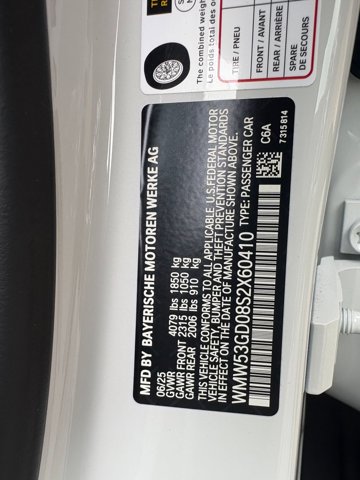 The combined weigh
Le poids total des o
TIRE / PNEU
FRONT / AVANT
REAR / ARRIÈRE
SPARE
DE SECOURS
MFD BY BAYERISCHE MOTOREN WERKE AG
06/25
GVWR 4079 lbs 1850 kg
GAWR FRONT 2315 lbs 1050 kg
GAWR REAR 2006 lbs 910 kg
THIS VEHICLE CONFORMS TO ALL APPLICABLE U.S.FEDERAL MOTOR
VEHICLE SAFETY, BUMPER AND THEFT PREVENTION STANDARDS
IN EFFECT ON THE DATE OF MANUFACTURE SHOWN ABOVE.
WMW53GD08S2X60410 TYPE: PASSENGER CAR
C6A
7315814